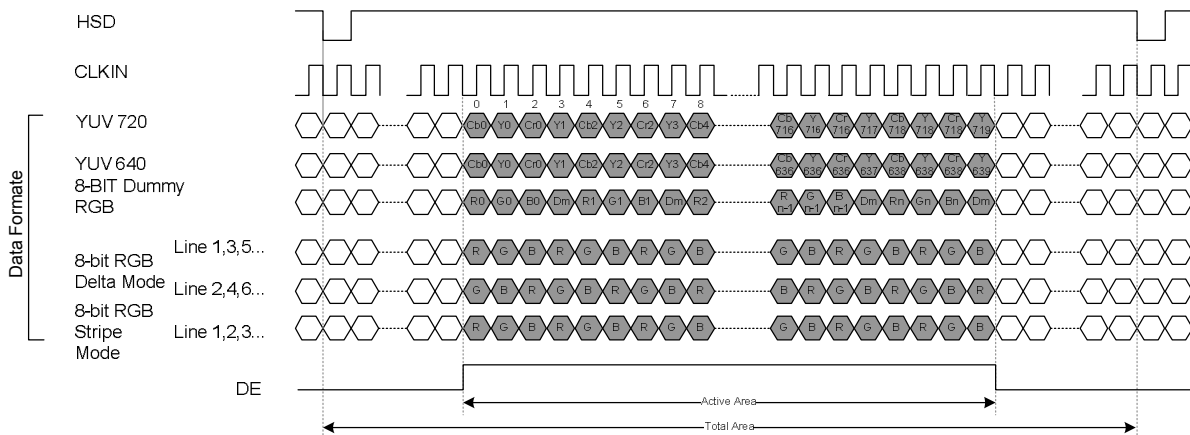 HSD
CLKIN
0 1 2 3 4 5 6 7 8
YUV 720
Cb0 Y0 Cr0 Y1 Cb2 Y2 Cr2 Y3 Cb4 Cb 716 Y 716 Cr 716 Y 717 Cb 718 Y 718 Cr 718 Y 719
YUV 640
Cb0 Y0 Cr0 Y1 Cb2 Y2 Cr2 Y3 Cb4 Cb 636 Y 636 Cr 636 Y 637 Cb 638 Y 638 Cr 638 Y 639
8-BIT Dummy
RGB
R0 G0 B0 Dm R1 G1 B1 Dm R2 R n-1 G n-1 B n-1 Dm Rn Gn Bn Dm
Data Formate
8-bit RGB
Delta Mode
Line 1,3,5...
R G B R G B R G B G B R G B R G B
Line 2,4,6...
G B R G B R G B R B R G B R G B R
8-bit RGB
Stripe
Mode
Line 1,2,3...
R G B R G B R G B G B R G B R G B
DE
Active Area
Total Area